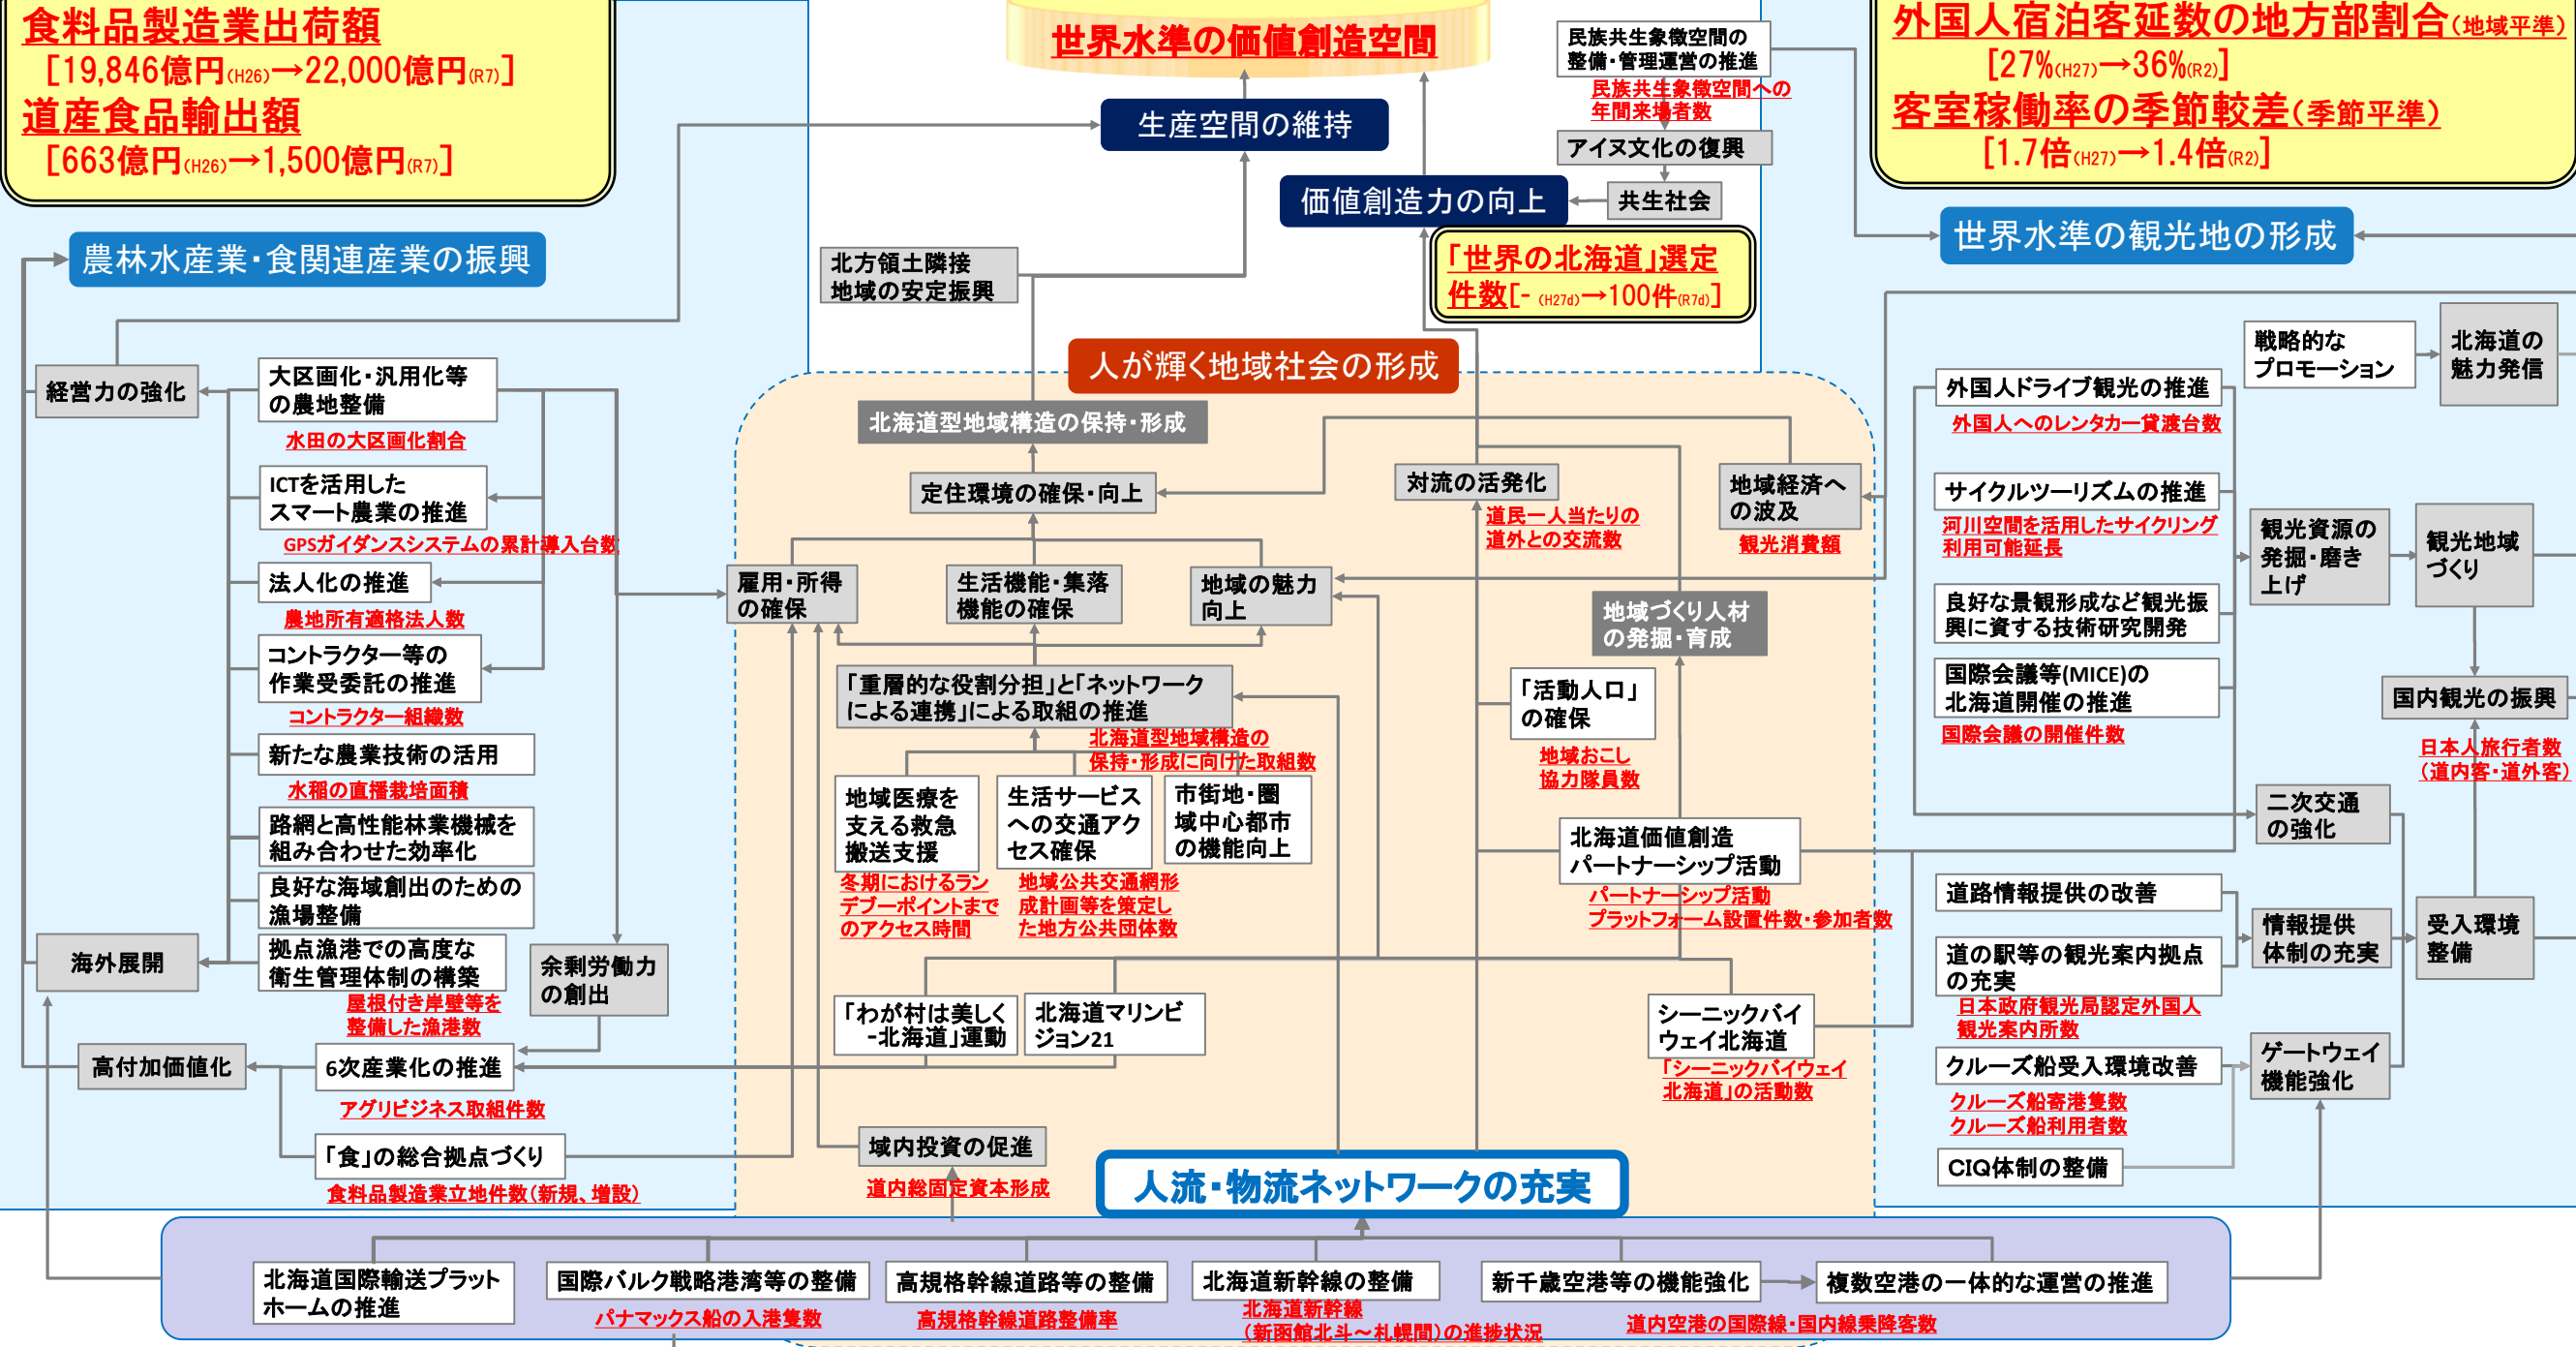 食料品製造業出荷額
[19,846億円(H26)→22,000億円(R7)]
道産食品輸出額
[663億円(H26)→1,500億円(R7)]
世界水準の価値創造空間
生産空間の維持
価値創造力の向上
民族共生象徴空間の
整備・管理運営の推進
民族共生象徴空間への
年間来場者数
アイヌ文化の復興
共生社会
「世界の北海道」選定
件数[- (H27d)→100件(R7d)]
外国人宿泊客延数の地方部割合(地域平準)
[27%(H27)→36%(R2)]
客室稼働率の季節較差(季節平準)
[1.7倍(H27)→1.4倍(R2)]
農林水産業・食関連産業の振興
経営力の強化
大区画化・汎用化等
の農地整備
水田の大区画化割合
ICTを活用した
スマート農業の推進
GPSガイダンスシステムの累計導入台数
法人化の推進
農地所有適格法人数
コントラクター等の
作業受委託の推進
コントラクター組織数
新たな農業技術の活用
水稲の直播栽培面積
路網と高性能林業機械を
組み合わせた効率化
良好な海域創出のための
漁場整備
海外展開
拠点漁港での高度な
衛生管理体制の構築
屋根付き岸壁等を
整備した漁港数
余剰労働力
の創出
高付加価値化
6次産業化の推進
アグリビジネス取組件数
「食」の総合拠点づくり
食料品製造業立地件数(新規、増設)
北方領土隣接
地域の安定振興
人が輝く地域社会の形成
北海道型地域構造の保持・形成
定住環境の確保・向上
対流の活発化
道民一人当たりの
道外との交流数
地域経済へ
の波及
観光消費額
雇用・所得
の確保
生活機能・集落
機能の確保
地域の魅力
向上
地域づくり人材
の発掘・育成
「重層的な役割分担」と「ネットワーク
による連携」による取組の推進
北海道型地域構造の
保持・形成に向けた取組数
「活動人口」
の確保
地域おこし
協力隊員数
地域医療を
支える救急
搬送支援
冬期におけるラン
デブーポイントまで
のアクセス時間
生活サービス
への交通アク
セス確保
地域公共交通網形
成計画等を策定し
た地方公共団体数
市街地・圏
域中心都市
の機能向上
北海道価値創造
パートナーシップ活動
パートナーシップ活動
プラットフォーム設置件数・参加者数
「わが村は美しく
-北海道」運動
北海道マリンビ
ジョン21
シーニックバイ
ウェイ北海道
「シーニックバイウェイ
北海道」の活動数
域内投資の促進
道内総固定資本形成
人流・物流ネットワークの充実
世界水準の観光地の形成
戦略的な
プロモーション
北海道の
魅力発信
外国人ドライブ観光の推進
外国人へのレンタカー貸渡台数
サイクルツーリズムの推進
河川空間を活用したサイクリング
利用可能延長
良好な景観形成など観光振
興に資する技術研究開発
国際会議等(MICE)の
北海道開催の推進
国際会議の開催件数
観光資源の
発掘・磨き
上げ
観光地域
づくり
国内観光の振興
日本人旅行者数
(道内客・道外客)
二次交通
の強化
道路情報提供の改善
道の駅等の観光案内拠点
の充実
日本政府観光局認定外国人
観光案内所数
情報提供
体制の充実
受入環境
整備
クルーズ船受入環境改善
クルーズ船寄港隻数
クルーズ船利用者数
CIQ体制の整備
ゲートウェイ
機能強化
北海道国際輸送プラット
ホームの推進
国際バルク戦略港湾等の整備
パナマックス船の入港隻数
高規格幹線道路等の整備
高規格幹線道路整備率
北海道新幹線の整備
北海道新幹線
(新函館北斗～札幌間)の進捗状況
新千歳空港等の機能強化
複数空港の一体的な運営の推進
道内空港の国際線・国内線乗降客数